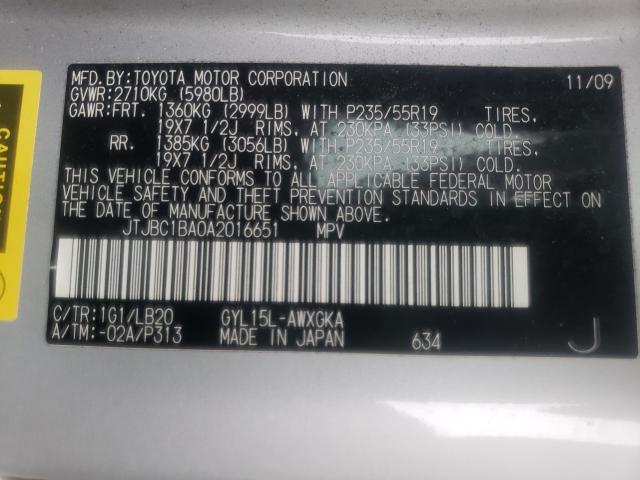 MFD.BY:TOYOTA MOTOR CORPORATION 11/09
GVWR:2710KG (5980LB)
GAWR:FRT. 1360KG (2999LB) WITH P235/55R19 TIRES,
19X7 1/2J RIMS, AT 230KPA (33PSI) COLD.
RR. 1385KG (3056LB) WITH P235/55R19 TIRES,
19X7 1/2J RIMS, AT 230KPA (33PSI) COLD.
THIS VEHICLE CONFORMS TO ALL APPLICABLE FEDERAL MOTOR
VEHICLE SAFETY AND THEFT PREVENTION STANDARDS IN EFFECT
ON THE DATE OF MANUFACTURE SHOWN ABOVE.
JTJBC1BA0A2016651 MPV
C/TR:1G1/LB20 GYL15L-AWXGKA
A/TM:-02A/P313 MADE IN JAPAN 634 J
CAUTION